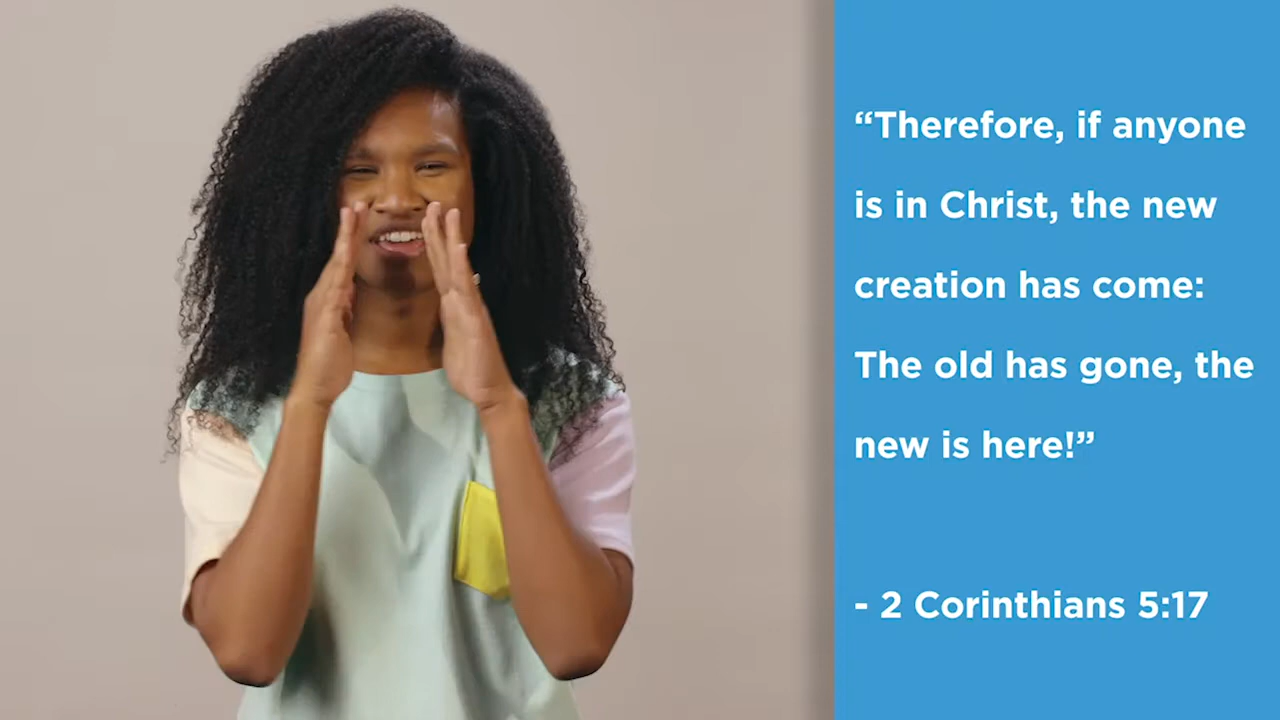 “Therefore, if anyone
is in Christ, the new
creation has come:
The old has gone, the
new is here!”
- 2 Corinthians 5:17